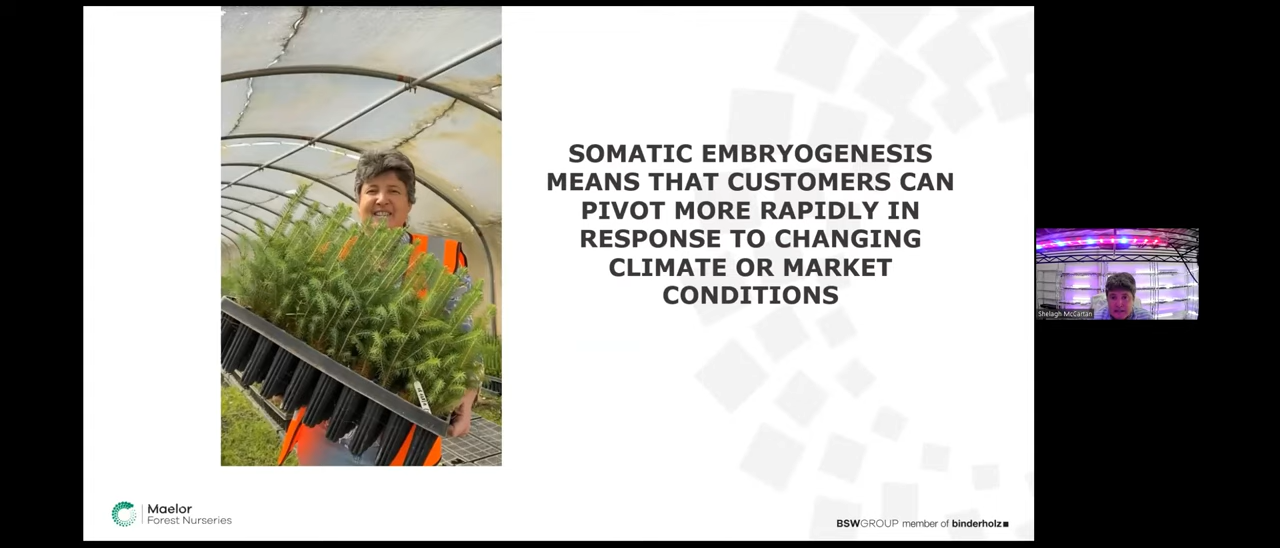 SOMATIC EMBRYOGENESIS
MEANS THAT CUSTOMERS CAN
PIVOT MORE RAPIDLY IN
RESPONSE TO CHANGING
CLIMATE OR MARKET
CONDITIONS
Shelagh McCartan
Maelor
Forest Nurseries
BSWGROUP member of binderholz